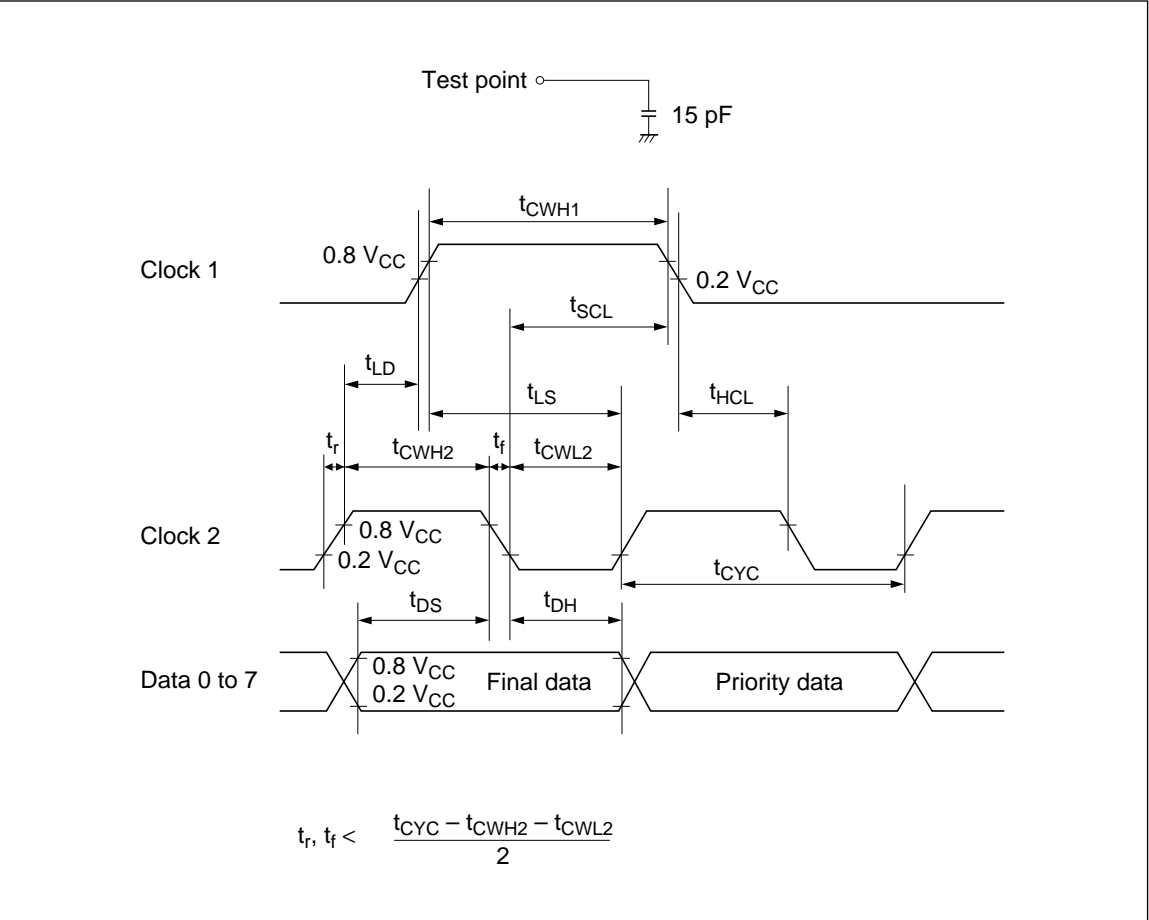 Test point
15 pF
tCWH1
0.8 VCC
Clock 1
0.2 VCC
tSCL
tLD
tLS
tHCL
tr
tCWH2
tf
tCWL2
Clock 2
0.8 VCC
0.2 VCC
tCYC
tDS
tDH
Data 0 to 7
0.8 VCC
0.2 VCC
Final data
Priority data
tr, tf < tCYC – tCWH2 – tCWL2
2